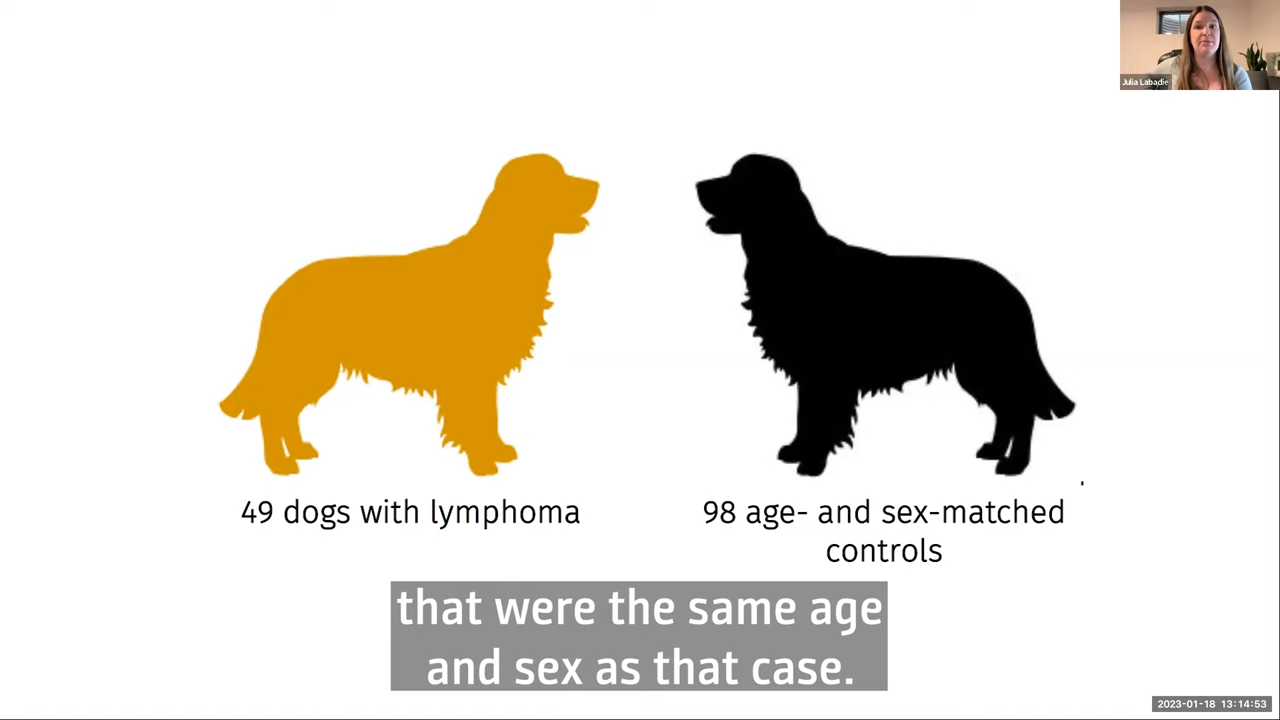 Julia Labadie
49 dogs with lymphoma
98 age- and sex-matched
controls
that were the same age
and sex as that case.
2023-01-18 13:14:53